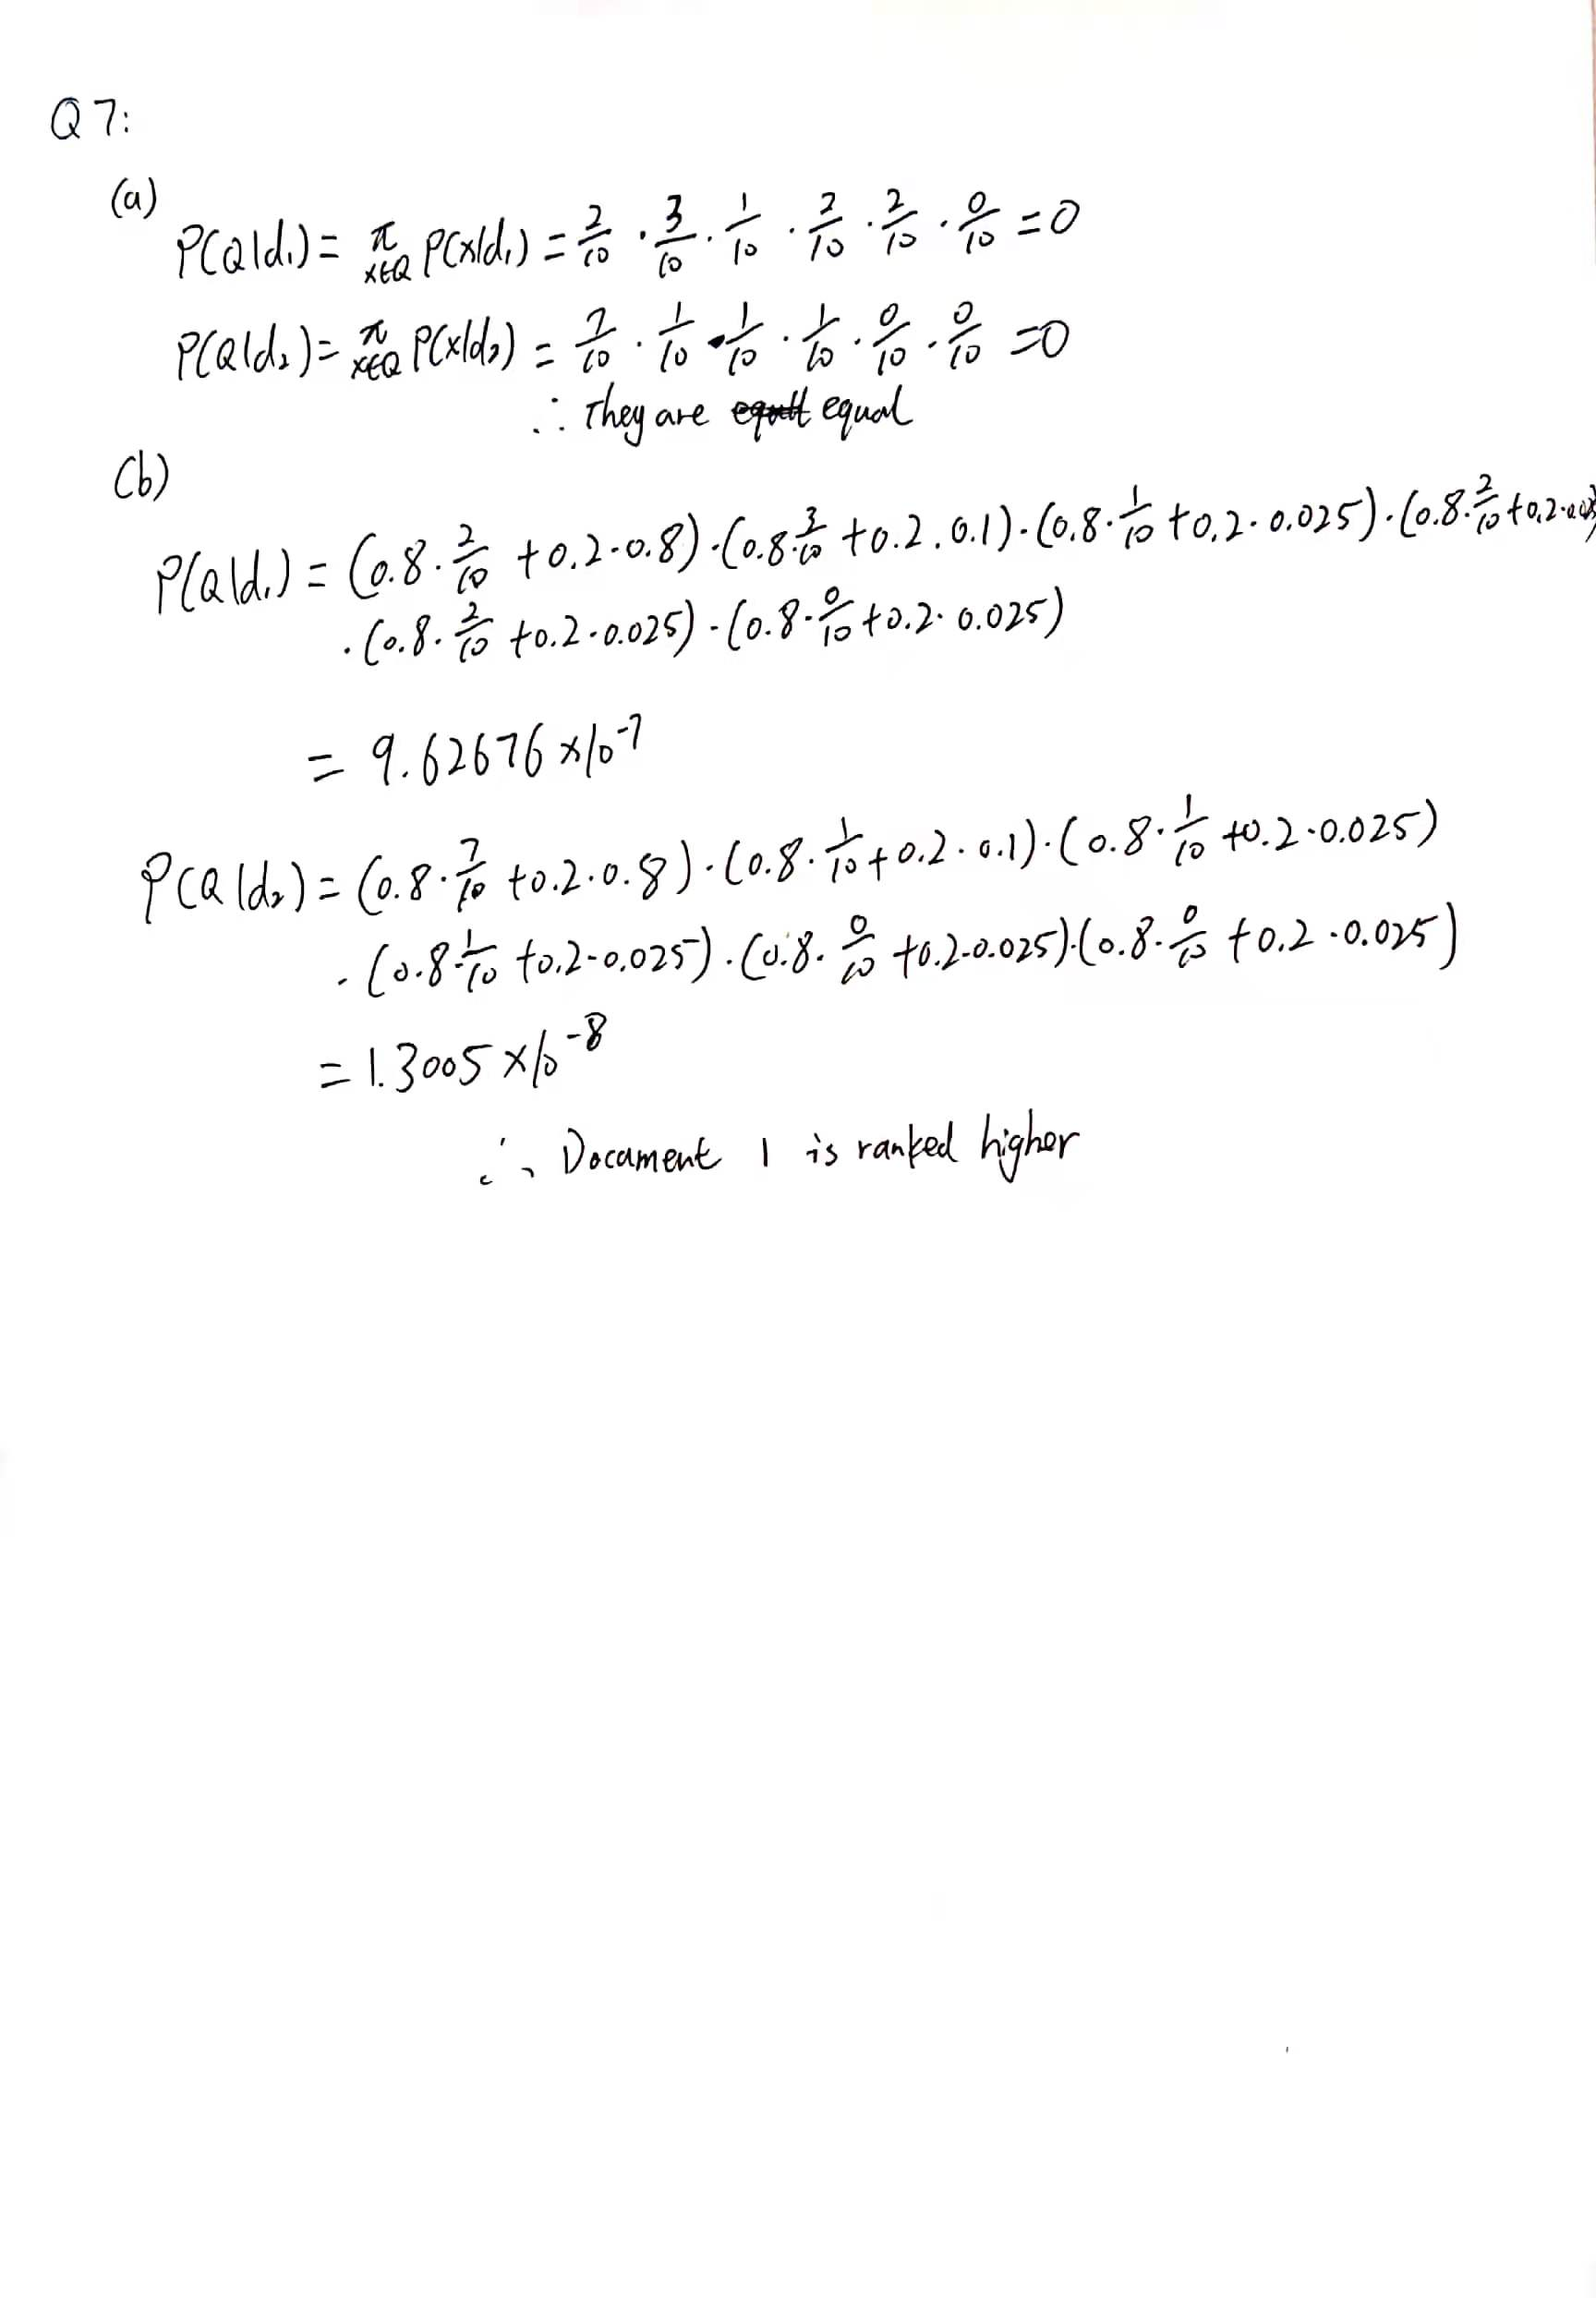 Q7:
(a)
P(Q|d₁) = π x∈Q P(x|d₁) = 2/10 · 3/10 · 1/10 · 2/10 · 2/10 · 0/10 = 0
P(Q|d₂) = π x∈Q P(x|d₂) = 7/10 · 1/10 · 1/10 · 1/10 · 0/10 · 0/10 = 0
∴ They are equal
(b)
P(Q|d₁) = (0.8 · 2/10 + 0.2 · 0.8) · (0.8 · 3/10 + 0.2 · 0.1) · (0.8 · 1/10 + 0.2 · 0.025) · (0.8 · 2/10 + 0.2 ·
· (0.8 · 2/10 + 0.2 · 0.025) · (0.8 · 0/10 + 0.2 · 0.025)
= 9.62676 × 10⁻⁷
P(Q|d₂) = (0.8 · 7/10 + 0.2 · 0.8) · (0.8 · 1/10 + 0.2 · 0.1) · (0.8 · 1/10 + 0.2 · 0.025)
· (0.8 · 1/10 + 0.2 · 0.025) · (0.8 · 0/10 + 0.2 · 0.025) · (0.8 · 0/10 + 0.2 · 0.025)
= 1.3005 × 10⁻⁸
∴ Document 1 is ranked higher